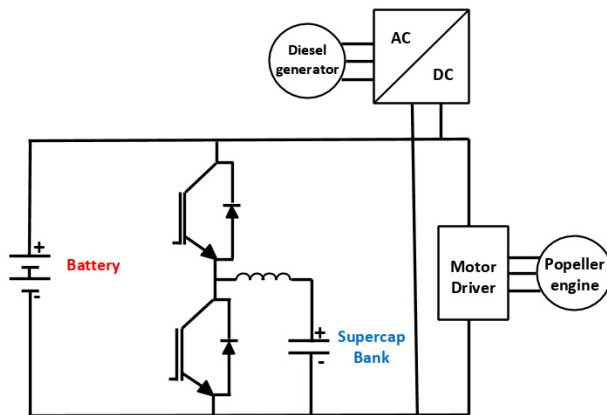 Diesel
generator
AC
DC
+
Battery
-
Motor
Driver
Popeller
engine
+
Supercap
Bank
-